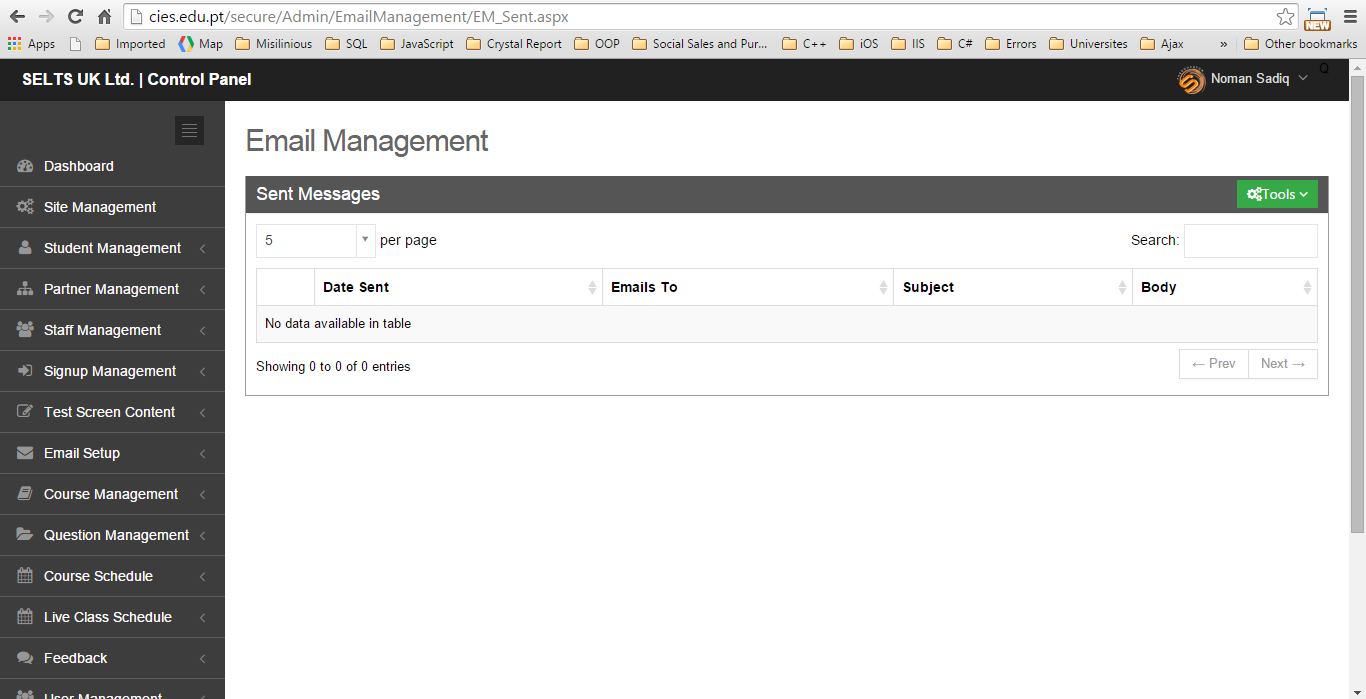 cies.edu.pt/secure/Admin/EmailManagement/EM_Sent.aspx
NEW
Apps Imported Map Misilinious SQL JavaScript Crystal Report OOP Social Sales and Pur... C++ iOS IIS C# Errors Universites Ajax » Other bookmarks
SELTS UK Ltd. | Control Panel
Noman Sadiq
Q
Dashboard
Site Management
Student Management
Partner Management
Staff Management
Signup Management
Test Screen Content
Email Setup
Course Management
Question Management
Course Schedule
Live Class Schedule
Feedback
User Management
Email Management
Sent Messages
Tools
5 per page
Search:
Date Sent Emails To Subject Body
No data available in table
Showing 0 to 0 of 0 entries
← Prev Next →